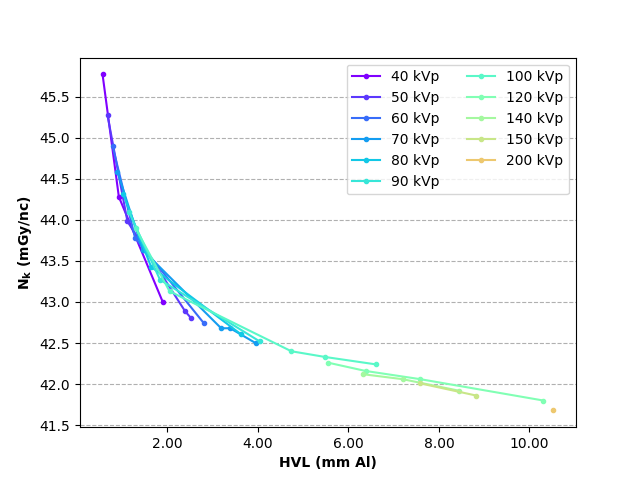 40 kVp
50 kVp
60 kVp
70 kVp
80 kVp
90 kVp
100 kVp
120 kVp
140 kVp
150 kVp
200 kVp
45.5
45.0
44.5
44.0
43.5
43.0
42.5
42.0
41.5
Nk (mGy/nc)
2.00 4.00 6.00 8.00 10.00
HVL (mm Al)